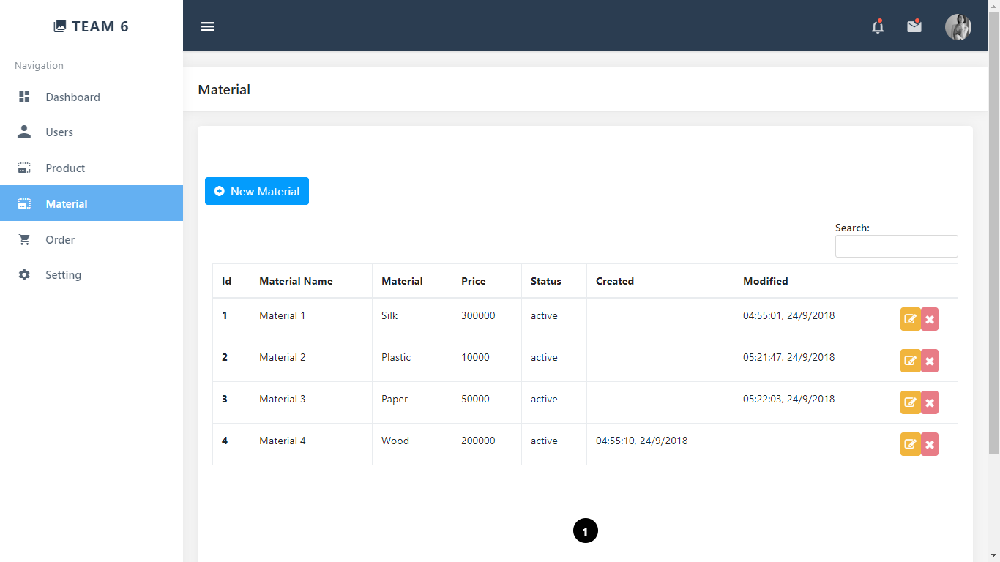 TEAM 6
Navigation
Dashboard
Users
Product
Material
Order
Setting
Material
New Material
Search:
Id Material Name Material Price Status Created Modified
1 Material 1 Silk 300000 active 04:55:01, 24/9/2018
2 Material 2 Plastic 10000 active 05:21:47, 24/9/2018
3 Material 3 Paper 50000 active 05:22:03, 24/9/2018
4 Material 4 Wood 200000 active 04:55:10, 24/9/2018
1